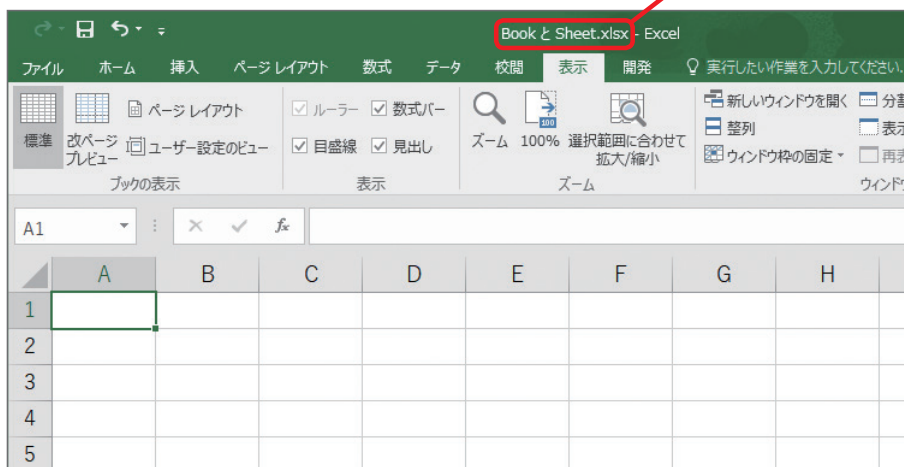 Book と Sheet.xlsx - Excel
ファイル ホーム 挿入 ページ レイアウト 数式 データ 校閲 表示 開発 実行したい作業を入力してください。
標準 改ページ プレビュー ページ レイアウト ユーザー設定のビュー
ブックの表示
ルーラー 数式バー
目盛線 見出し
表示
ズーム 100% 選択範囲に合わせて 拡大/縮小
100
ズーム
新しいウィンドウを開く
整列
ウィンドウ枠の固定
分割
表示
再表
ウィンドウ
A1 fx
A B C D E F G H
1
2
3
4
5